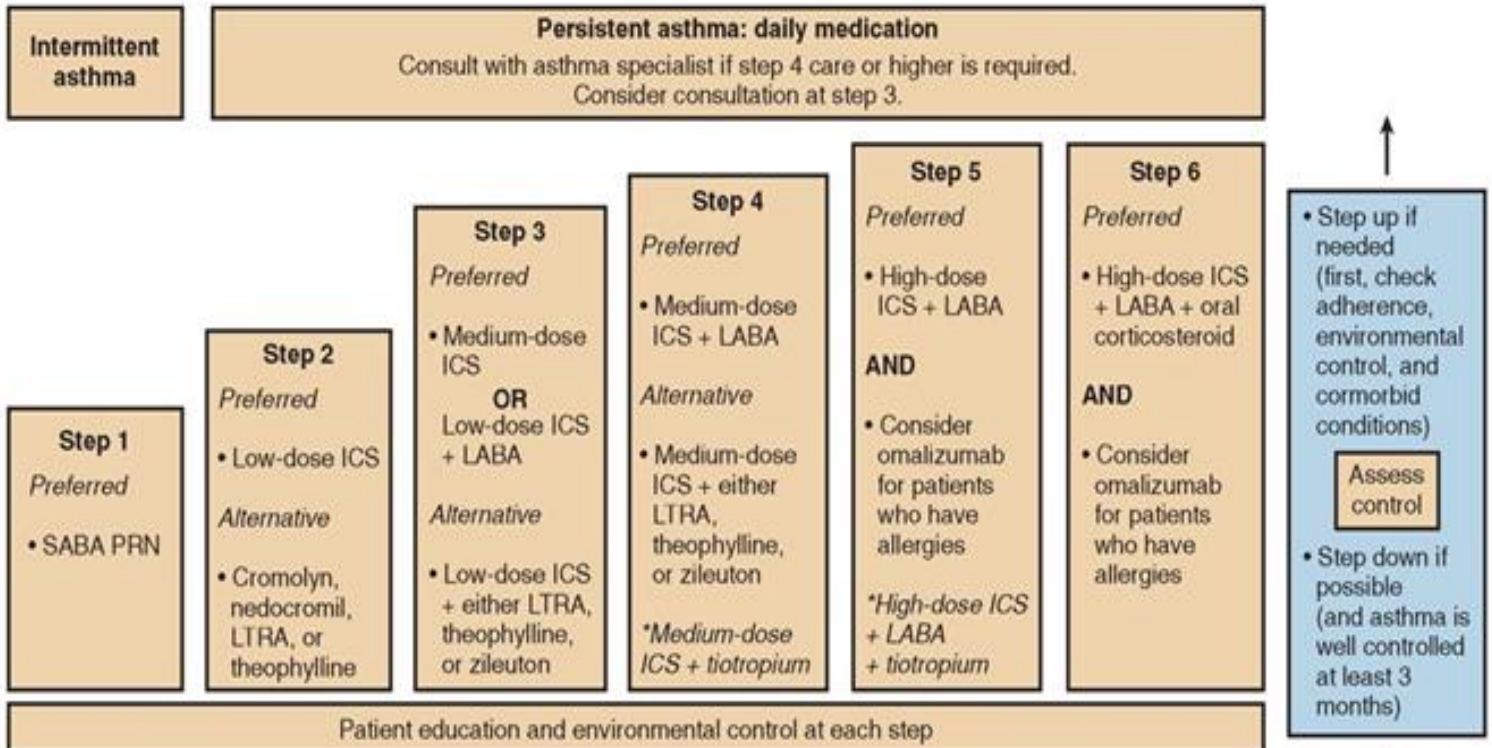 Intermittent
asthma
Persistent asthma: daily medication
Consult with asthma specialist if step 4 care or higher is required.
Consider consultation at step 3.
Step 1
Preferred
• SABA PRN
Step 2
Preferred
• Low-dose ICS
Alternative
• Cromolyn,
nedocromil,
LTRA, or
theophylline
Step 3
Preferred
• Medium-dose
ICS
OR
Low-dose ICS
+ LABA
Alternative
• Low-dose ICS
+ either LTRA,
theophylline,
or zileuton
Step 4
Preferred
• Medium-dose
ICS + LABA
Alternative
• Medium-dose
ICS + either
LTRA,
theophylline,
or zileuton
*Medium-dose
ICS + tiotropium
Step 5
Preferred
• High-dose
ICS + LABA
AND
• Consider
omalizumab
for patients
who have
allergies
*High-dose ICS
+ LABA
+ tiotropium
Step 6
Preferred
• High-dose ICS
+ LABA + oral
corticosteroid
AND
• Consider
omalizumab
for patients
who have
allergies
• Step up if
needed
(first, check
adherence,
environmental
control, and
cormorbid
conditions)
Assess
control
• Step down if
possible
(and asthma is
well controlled
at least 3
months)
Patient education and environmental control at each step